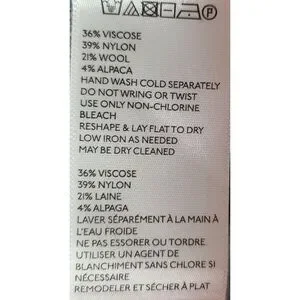 36% VISCOSE
39% NYLON
21% WOOL
4% ALPACA
HAND WASH COLD SEPARATELY
DO NOT WRING OR TWIST
USE ONLY NON-CHLORINE
BLEACH
RESHAPE & LAY FLAT TO DRY
LOW IRON AS NEEDED
MAY BE DRY CLEANED
36% VISCOSE
39% NYLON
21% LAINE
4% ALPAGA
LAVER SÉPARÉMENT À LA MAIN À
L'EAU FROIDE
NE PAS ESSORER OU TORDRE.
UTILISER UN AGENT DE
BLANCHIMENT SANS CHLORE SI
NÉCESSAIRE
REMODELER ET SÉCHER À PLAT